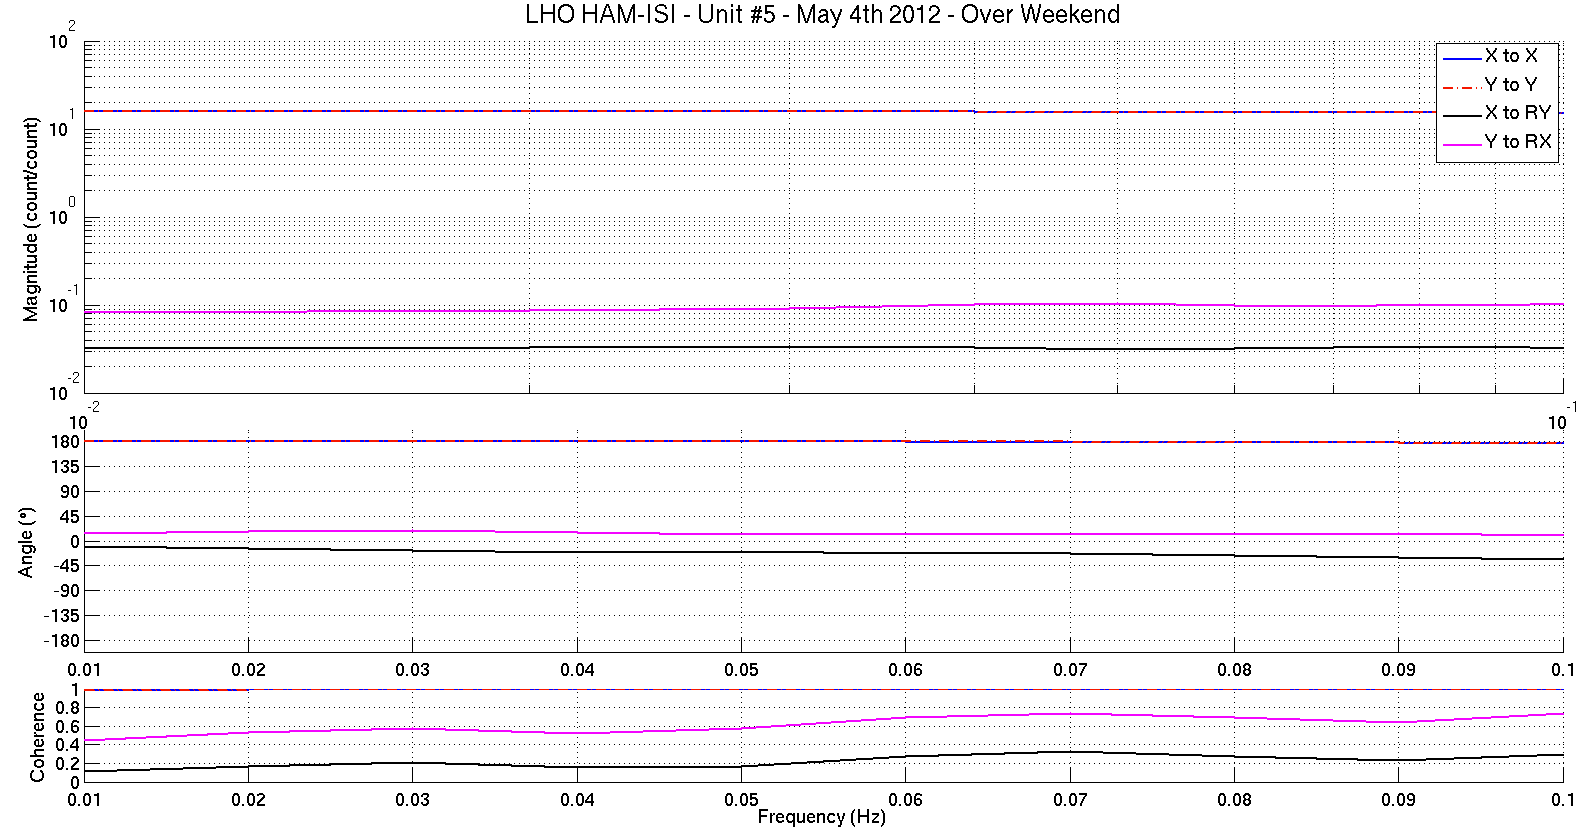 LHO HAM-ISI - Unit #5 - May 4th 2012 - Over Weekend
Magnitude (count/count)
10^2
10^1
10^0
10^-1
10^-2
X to X
Y to Y
X to RY
Y to RX
10^-2 10^-1
Angle (°)
180
135
90
45
0
-45
-90
-135
-180
0.01 0.02 0.03 0.04 0.05 0.06 0.07 0.08 0.09 0.1
Coherence
1
0.8
0.6
0.4
0.2
0
0.01 0.02 0.03 0.04 0.05 0.06 0.07 0.08 0.09 0.1
Frequency (Hz)